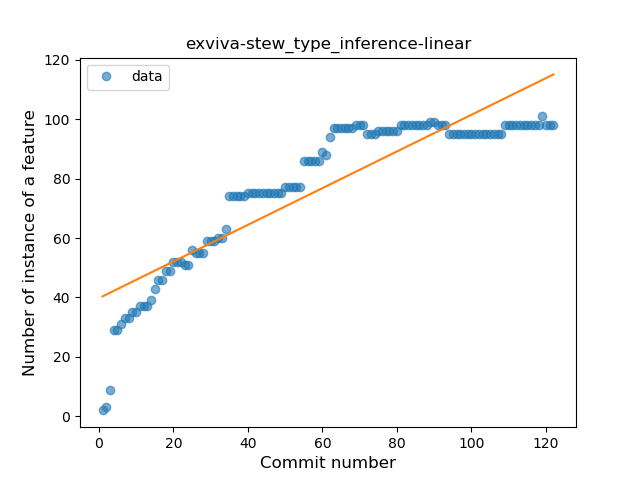 exviva-stew_type_inference-linear
data
Number of instance of a feature
120
100
80
60
40
20
0
0 20 40 60 80 100 120
Commit number